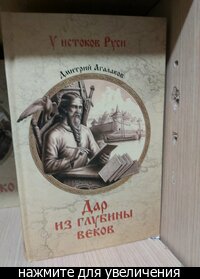 У истоков Руси
Дмитрий Агалаков
Дар
из глубины
веков
нажмите для увеличения